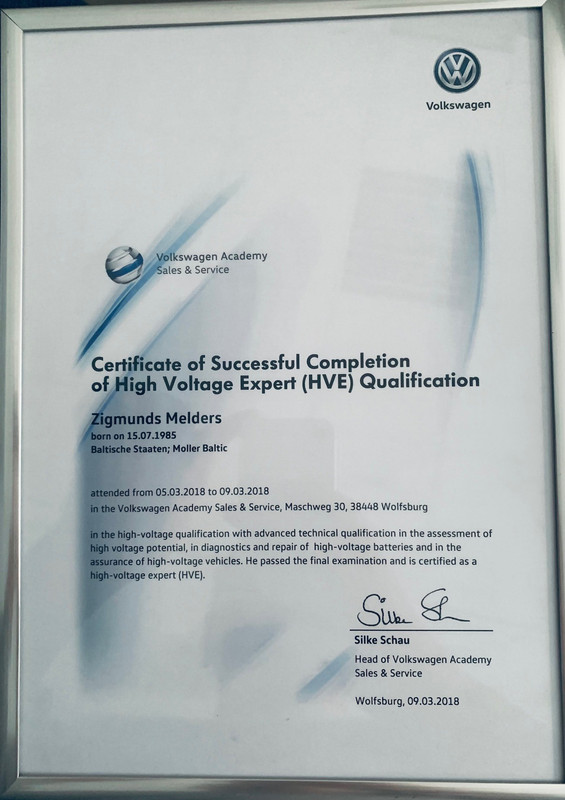 Volkswagen
Volkswagen Academy
Sales & Service
Certificate of Successful Completion
of High Voltage Expert (HVE) Qualification
Zigmunds Melders
born on 15.07.1985
Baltische Staaten; Moller Baltic
attended from 05.03.2018 to 09.03.2018
in the Volkswagen Academy Sales & Service, Maschweg 30, 38448 Wolfsburg
in the high-voltage qualification with advanced technical qualification in the assessment of
high voltage potential, in diagnostics and repair of high-voltage batteries and in the
assurance of high-voltage vehicles. He passed the final examination and is certified as a
high-voltage expert (HVE).
Silke Schau
Head of Volkswagen Academy
Sales & Service
Wolfsburg, 09.03.2018